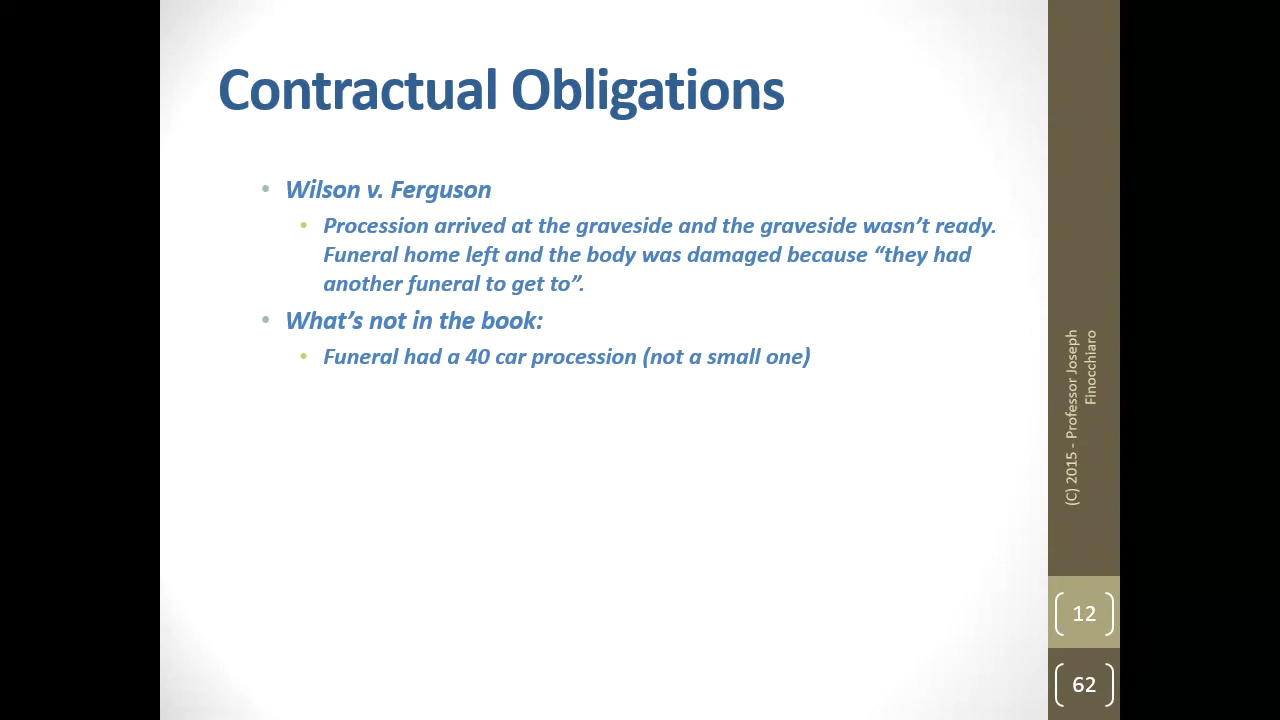 Contractual Obligations
• Wilson v. Ferguson
• Procession arrived at the graveside and the graveside wasn’t ready.
Funeral home left and the body was damaged because “they had
another funeral to get to”.
• What’s not in the book:
• Funeral had a 40 car procession (not a small one)
(C) 2015 - Professor Joseph
Finocchiaro
12
62